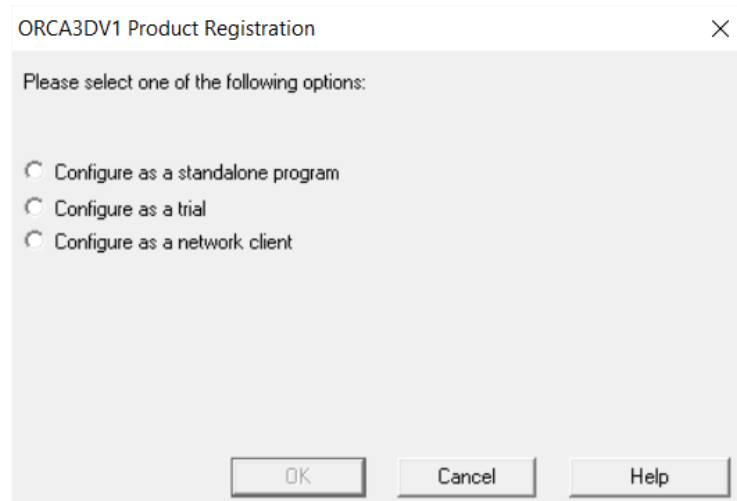 ORCA3DV1 Product Registration
Please select one of the following options:
Configure as a standalone program
Configure as a trial
Configure as a network client
OK Cancel Help